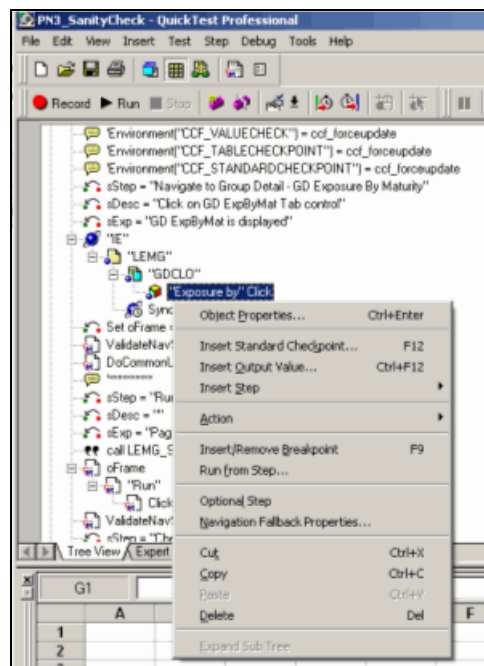 PN3_SanityCheck - QuickTest Professional
File Edit View Insert Test Step Debug Tools Help
Record Run Stop
'Environment("CCF_VALUECHECK") = ccf_forceupdate
'Environment("CCF_TABLECHECKPOINT") = ccf_forceupdate
'Environment("CCF_STANDARDCHECKPOINT") = ccf_forceupdate
sStep = "Navigate to Group Detail - GD Exposure By Maturity"
sDesc = "Click on GD ExpByMat Tab control"
sExp = "GD ExpByMat is displayed"
"IE"
"LEMG"
"GDCLO"
"Exposure by" Click
Sync
Set oFrame =
ValidateNav
DoCommonL
'********
sStep = "Run
sDesc = ""
sExp = "Pag
call LEMG_S
oFrame
"Run"
Click
ValidateNav
sStep = "Che
Object Properties... Ctrl+Enter
Insert Standard Checkpoint... F12
Insert Output Value... Ctrl+F12
Insert Step
Action
Insert/Remove Breakpoint F9
Run from Step...
Optional Step
Navigation Fallback Properties...
Cut Ctrl+X
Copy Ctrl+C
Paste Ctrl+V
Delete Del
Expand Sub Tree
Tree View Expert
G1
A F
1
2